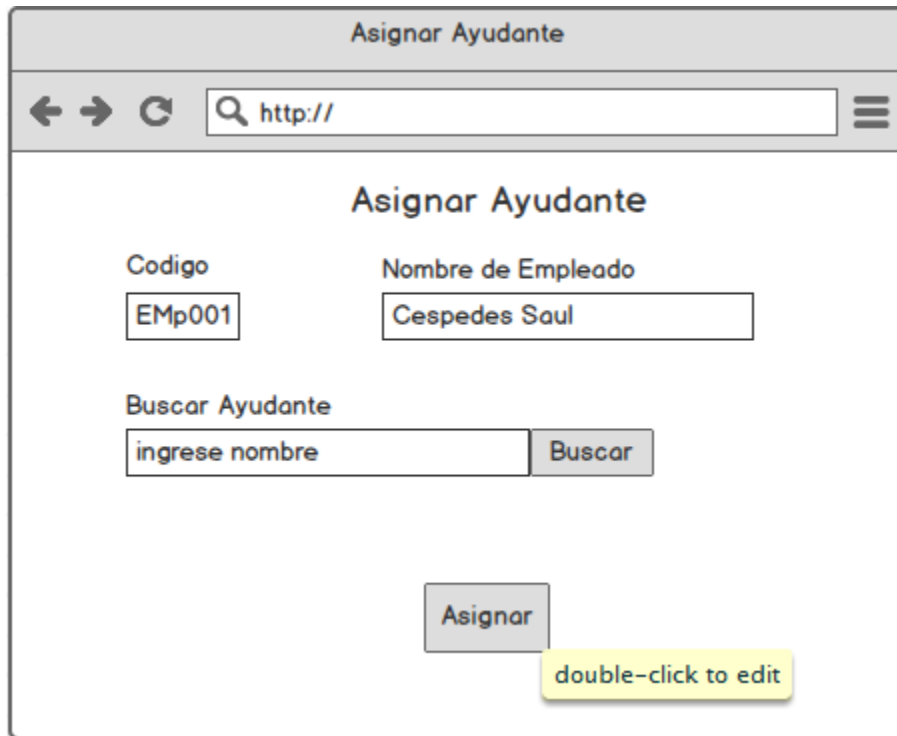 Asignar Ayudante
http://
Asignar Ayudante
Codigo
Nombre de Empleado
EMp001
Cespedes Saul
Buscar Ayudante
ingrese nombre
Buscar
Asignar
double-click to edit